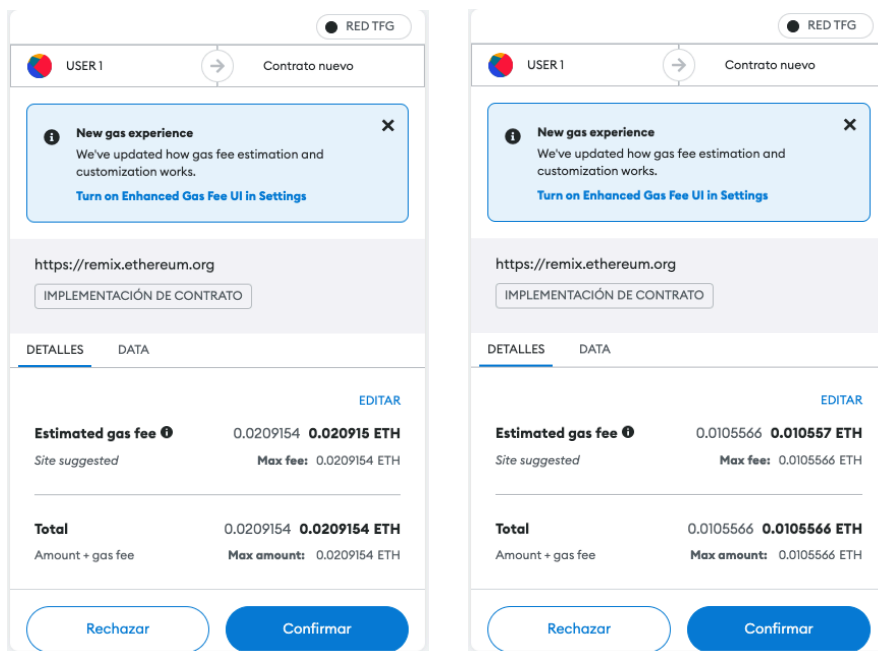 RED TFG
USER 1
Contrato nuevo
New gas experience
We've updated how gas fee estimation and
customization works.
Turn on Enhanced Gas Fee UI in Settings
https://remix.ethereum.org
IMPLEMENTACIÓN DE CONTRATO
DETALLES DATA
EDITAR
Estimated gas fee 0.0209154 0.020915 ETH
Site suggested Max fee: 0.0209154 ETH
Total 0.0209154 0.0209154 ETH
Amount + gas fee Max amount: 0.0209154 ETH
Rechazar Confirmar
RED TFG
USER 1
Contrato nuevo
New gas experience
We've updated how gas fee estimation and
customization works.
Turn on Enhanced Gas Fee UI in Settings
https://remix.ethereum.org
IMPLEMENTACIÓN DE CONTRATO
DETALLES DATA
EDITAR
Estimated gas fee 0.0105566 0.010557 ETH
Site suggested Max fee: 0.0105566 ETH
Total 0.0105566 0.0105566 ETH
Amount + gas fee Max amount: 0.0105566 ETH
Rechazar Confirmar